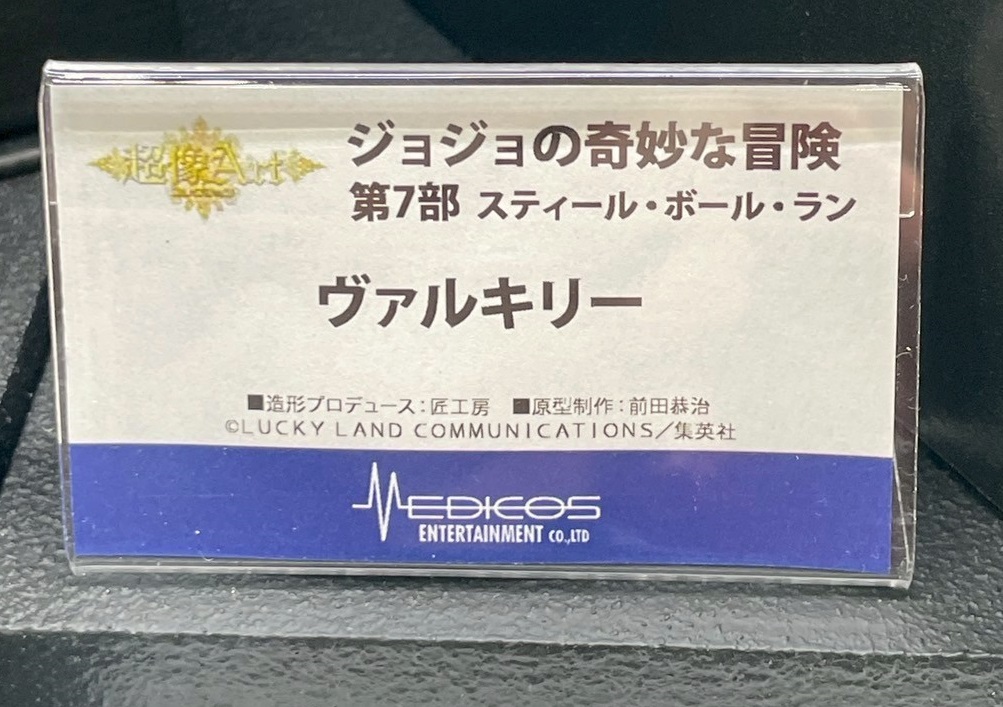 超像Art
ジョジョの奇妙な冒険
第7部 スティール・ボール・ラン
ヴァルキリー
■造形プロデュース:匠工房 ■原型制作:前田恭治
©LUCKY LAND COMMUNICATIONS/集英社
MEDICOS
ENTERTAINMENT CO.,LTD